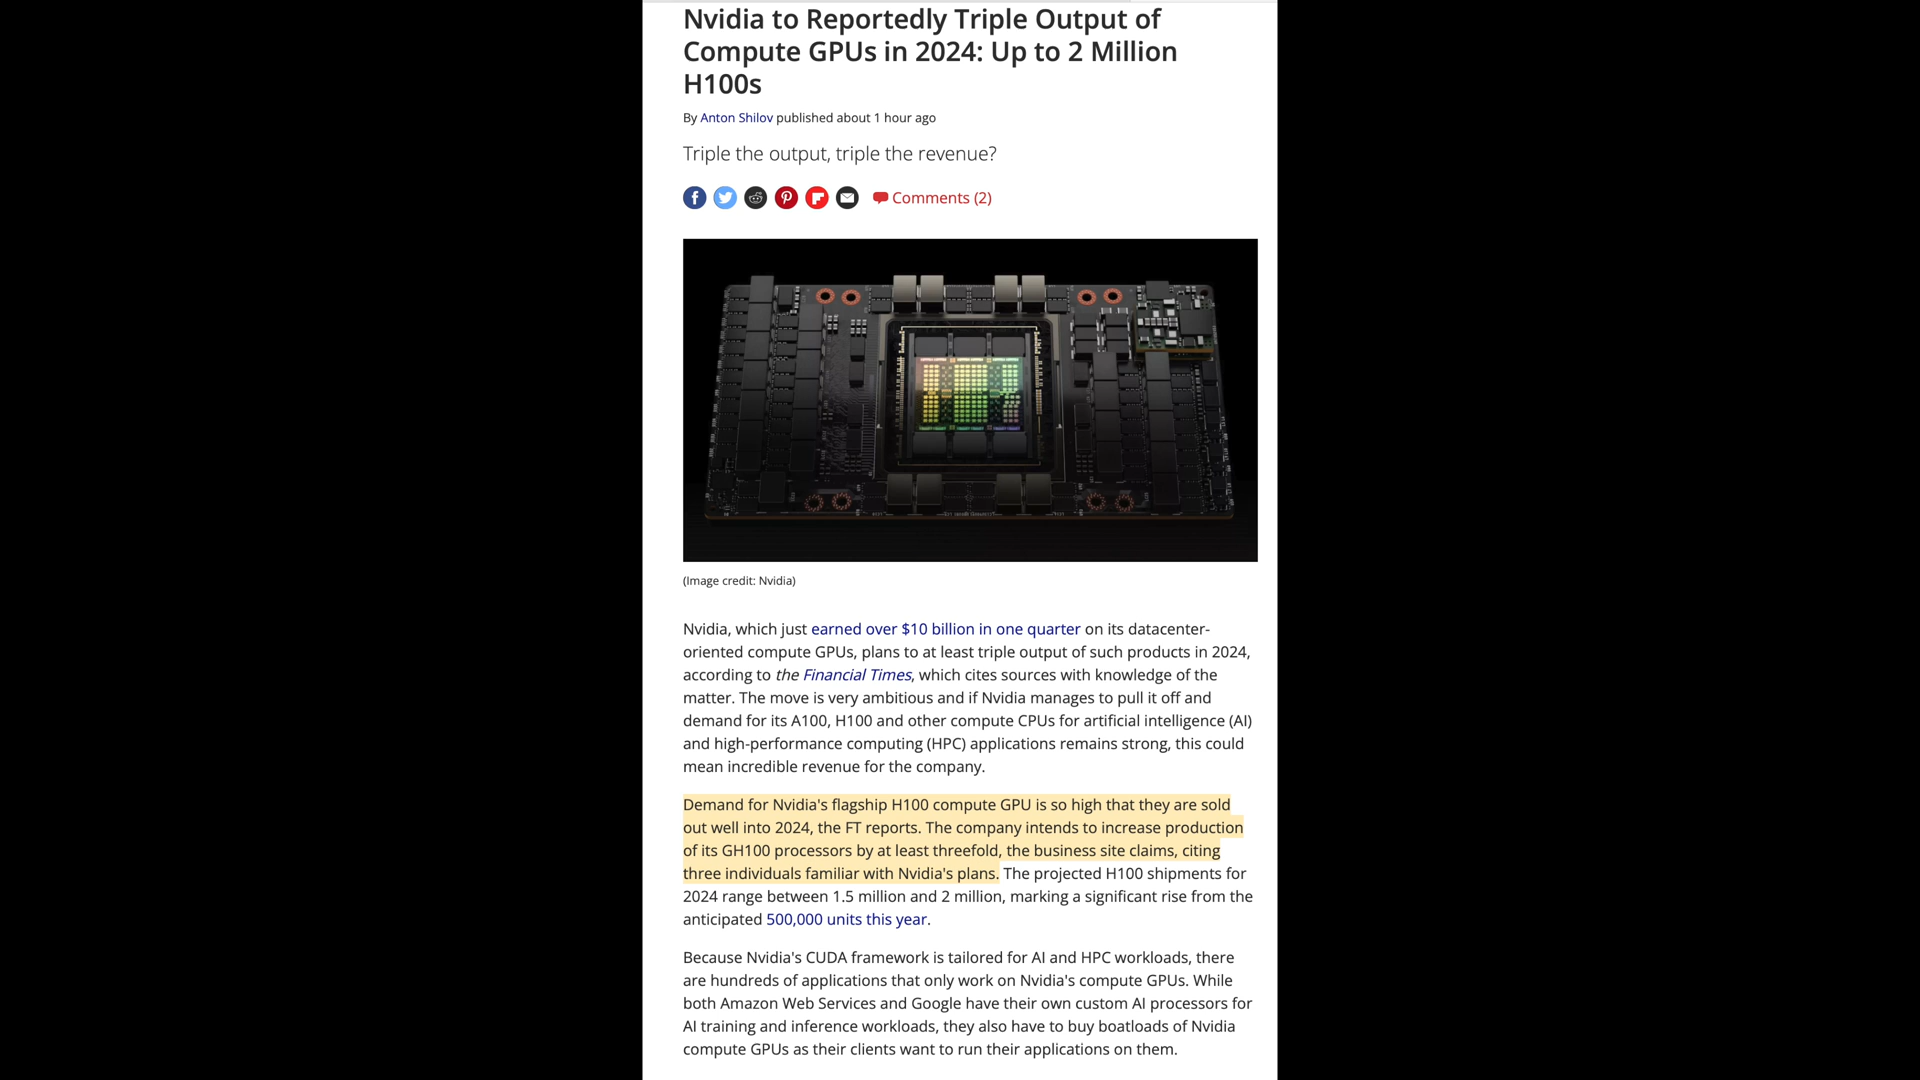 Nvidia to Reportedly Triple Output of
Compute GPUs in 2024: Up to 2 Million
H100s
By Anton Shilov published about 1 hour ago
Triple the output, triple the revenue?
Comments (2)
(Image credit: Nvidia)
Nvidia, which just earned over $10 billion in one quarter on its datacenter-
oriented compute GPUs, plans to at least triple output of such products in 2024,
according to the Financial Times, which cites sources with knowledge of the
matter. The move is very ambitious and if Nvidia manages to pull it off and
demand for its A100, H100 and other compute CPUs for artificial intelligence (AI)
and high-performance computing (HPC) applications remains strong, this could
mean incredible revenue for the company.
Demand for Nvidia's flagship H100 compute GPU is so high that they are sold
out well into 2024, the FT reports. The company intends to increase production
of its GH100 processors by at least threefold, the business site claims, citing
three individuals familiar with Nvidia's plans. The projected H100 shipments for
2024 range between 1.5 million and 2 million, marking a significant rise from the
anticipated 500,000 units this year.
Because Nvidia's CUDA framework is tailored for AI and HPC workloads, there
are hundreds of applications that only work on Nvidia's compute GPUs. While
both Amazon Web Services and Google have their own custom AI processors for
AI training and inference workloads, they also have to buy boatloads of Nvidia
compute GPUs as their clients want to run their applications on them.